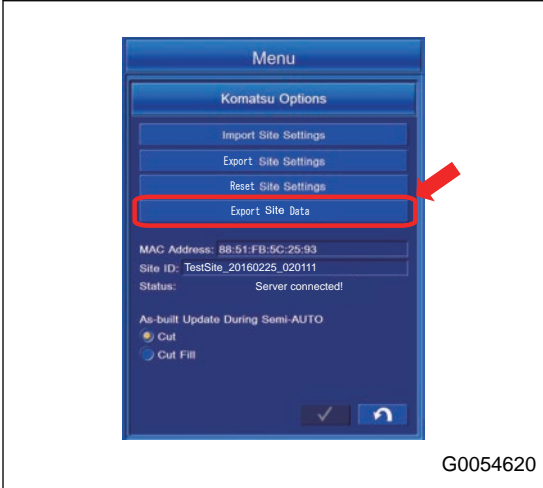 Menu
Komatsu Options
Import Site Settings
Export Site Settings
Reset Site Settings
Export Site Data
MAC Address: 88:51:FB:5C:25:93
Site ID: TestSite_20160225_020111
Status: Server connected!
As-built Update During Semi-AUTO
Cut
Cut Fill
G0054620